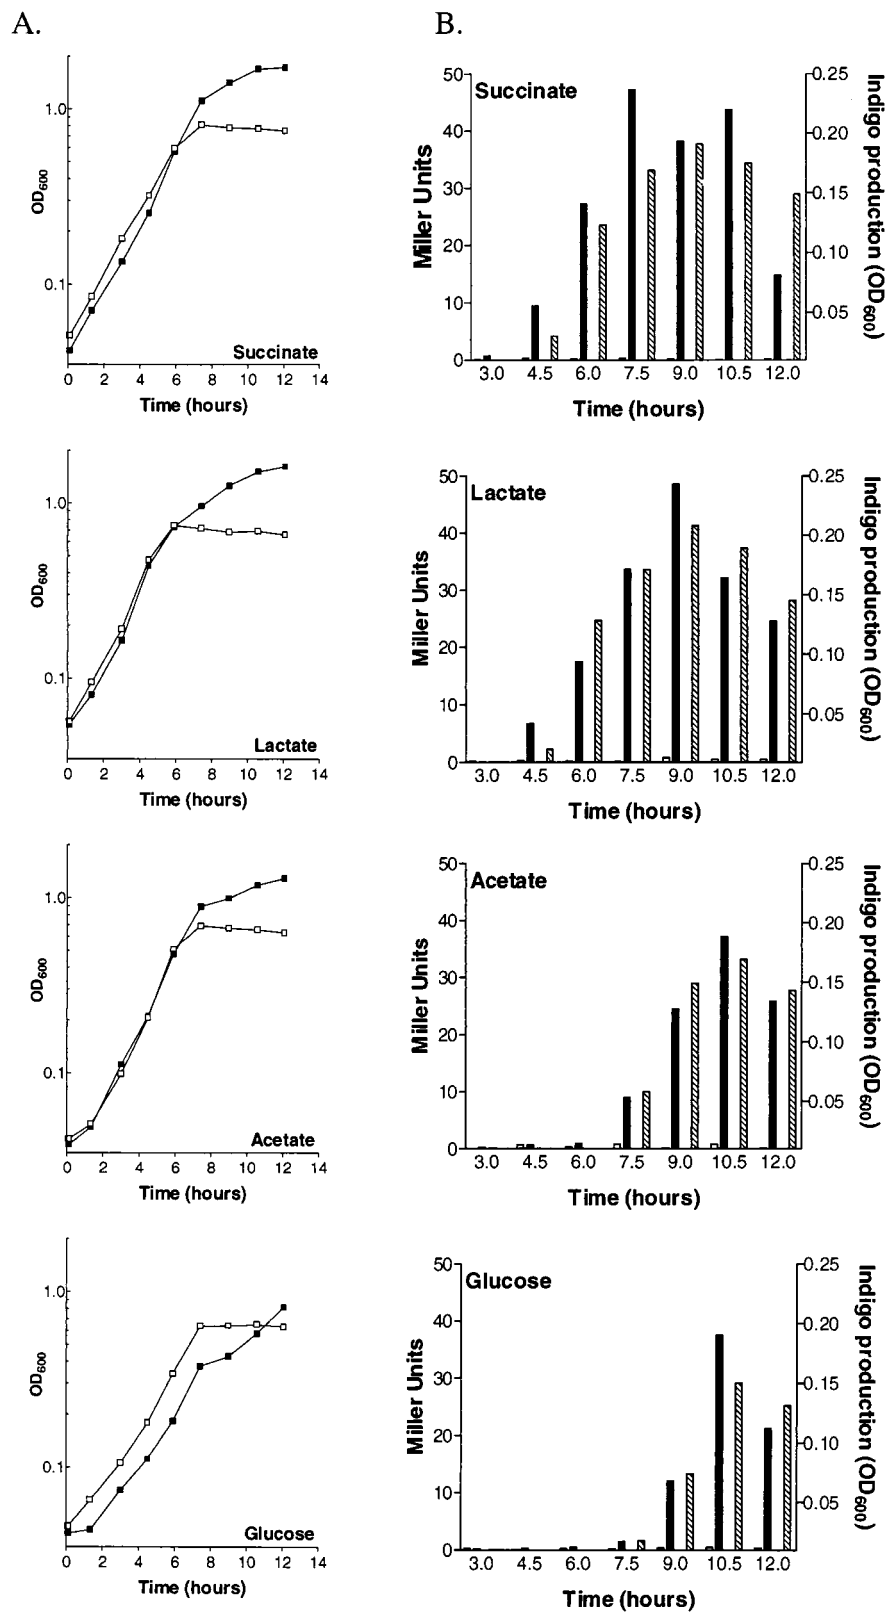 A.
B.
1.0
0.1
OD600
Succinate
0 2 4 6 8 10 12 14
Time (hours)
Succinate
50
40
30
20
10
0
Miller Units
0.25
0.20
0.15
0.10
0.05
Indigo production (OD600)
3.0 4.5 6.0 7.5 9.0 10.5 12.0
Time (hours)
1.0
0.1
OD600
Lactate
0 2 4 6 8 10 12 14
Time (hours)
Lactate
50
40
30
20
10
0
Miller Units
0.25
0.20
0.15
0.10
0.05
Indigo production (OD600)
3.0 4.5 6.0 7.5 9.0 10.5 12.0
Time (hours)
1.0
0.1
OD600
Acetate
0 2 4 6 8 10 12 14
Time (hours)
Acetate
50
40
30
20
10
0
Miller Units
0.25
0.20
0.15
0.10
0.05
Indigo production (OD600)
3.0 4.5 6.0 7.5 9.0 10.5 12.0
Time (hours)
1.0
0.1
OD600
Glucose
0 2 4 6 8 10 12 14
Time (hours)
Glucose
50
40
30
20
10
0
Miller Units
0.25
0.20
0.15
0.10
0.05
Indigo production (OD600)
3.0 4.5 6.0 7.5 9.0 10.5 12.0
Time (hours)